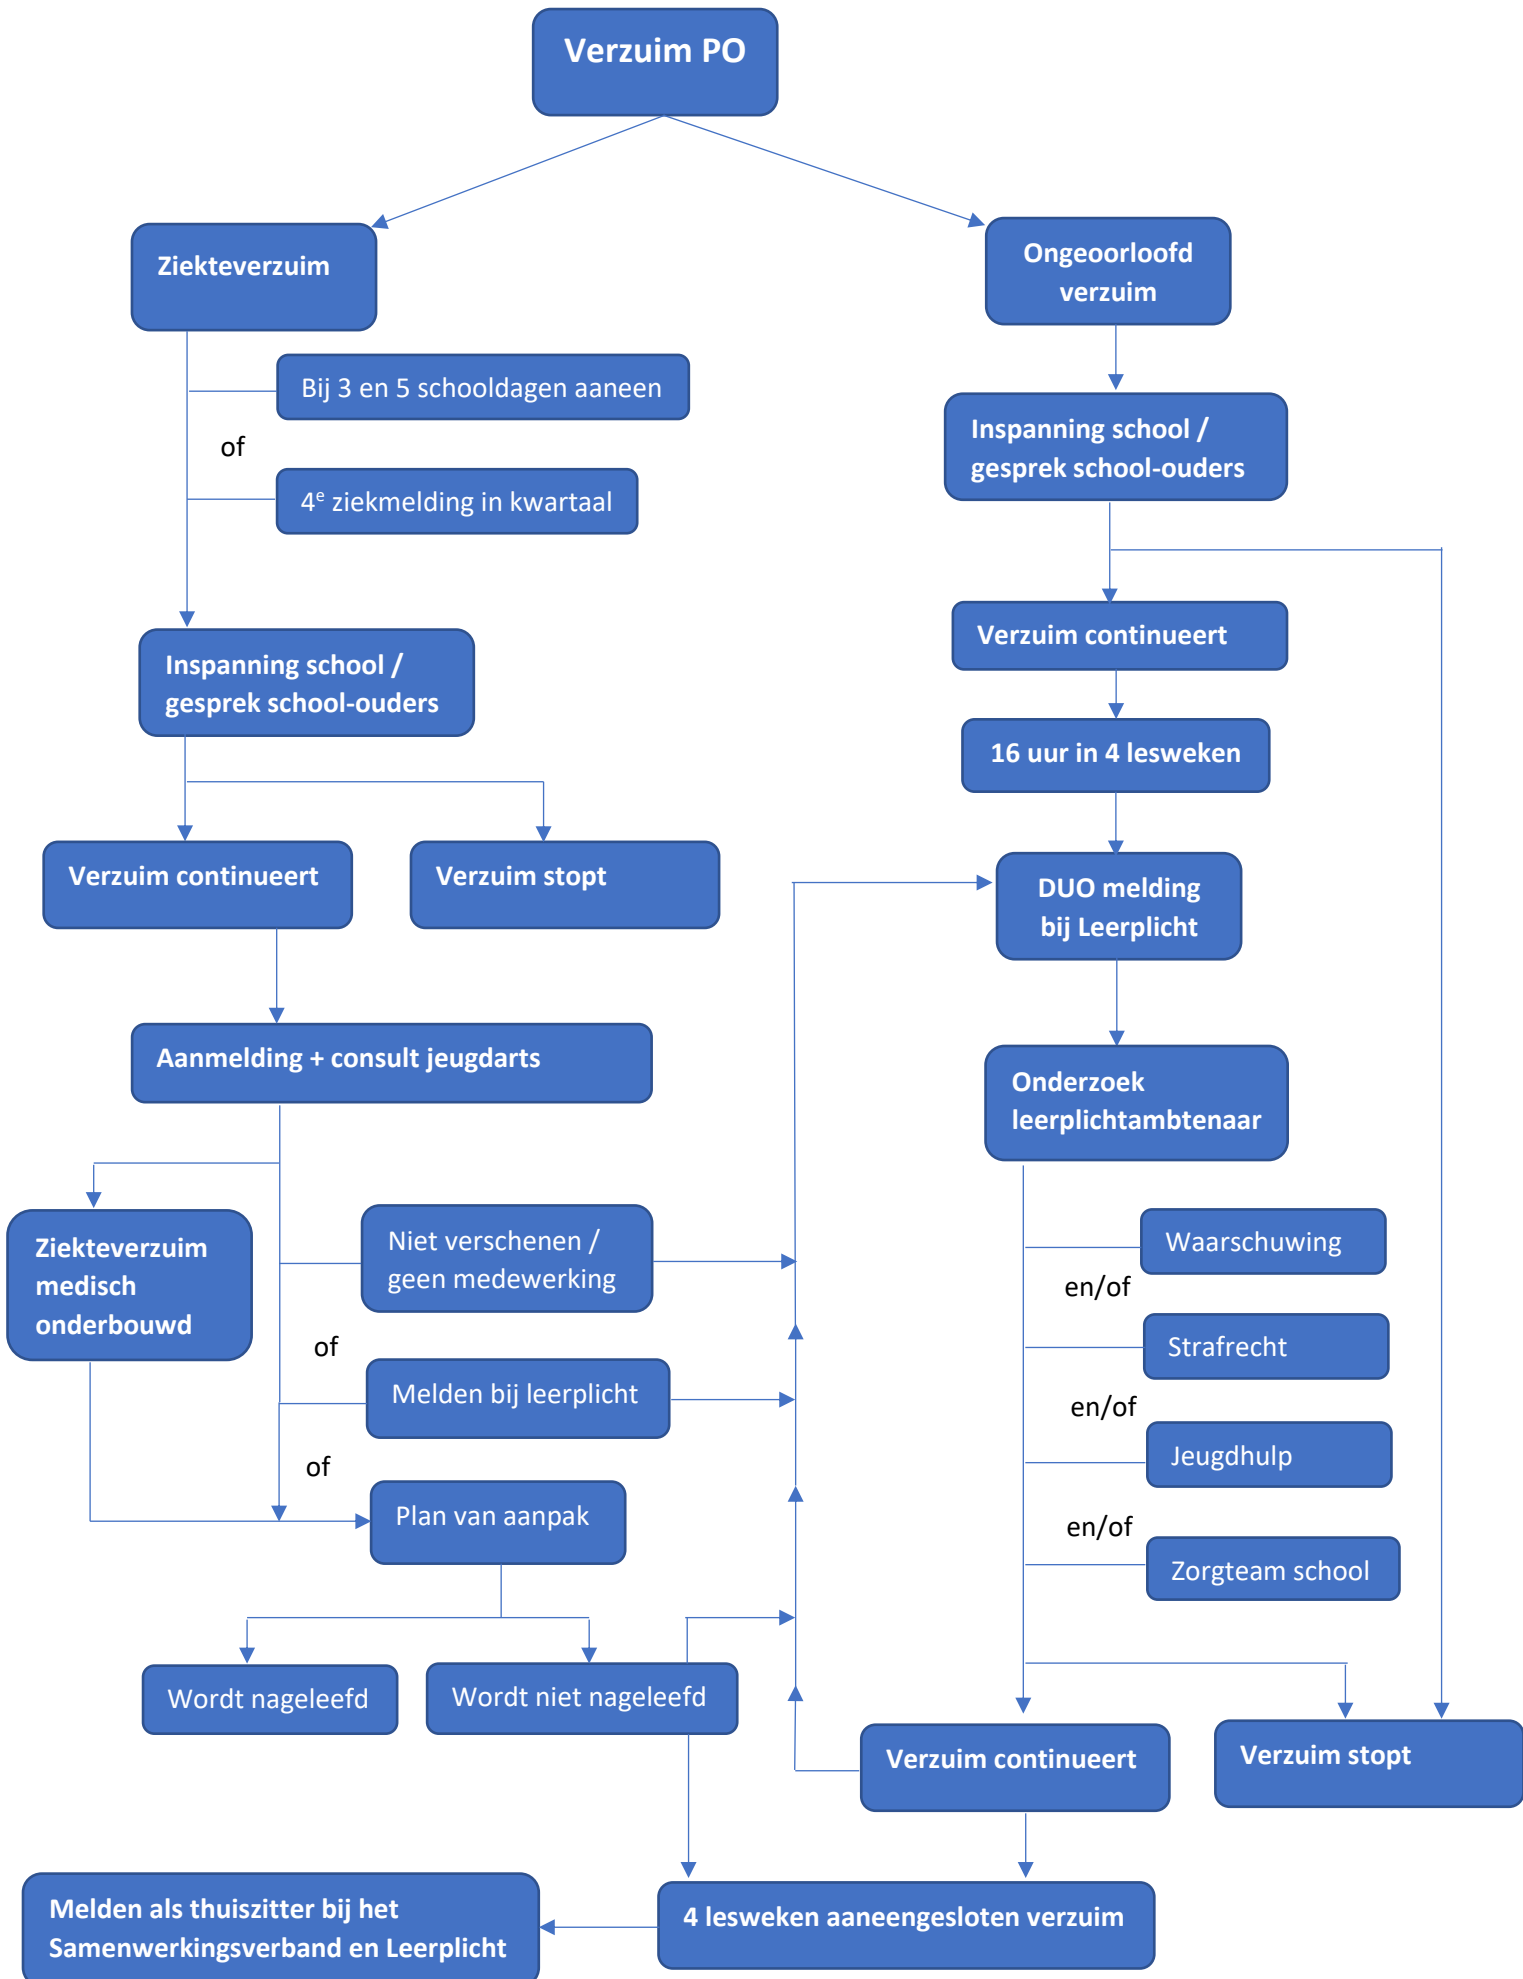 Verzuim PO
Ziekteverzuim
Ongeoorloofd
verzuim
Bij 3 en 5 schooldagen aaneen
of
4e ziekmelding in kwartaal
Inspanning school /
gesprek school-ouders
Inspanning school /
gesprek school-ouders
Verzuim continueert
16 uur in 4 lesweken
Verzuim continueert
Verzuim stopt
DUO melding
bij Leerplicht
Aanmelding + consult jeugdarts
Onderzoek
leerplichtambtenaar
Ziekteverzuim
medisch
onderbouwd
Niet verschenen /
geen medewerking
of
Melden bij leerplicht
of
Plan van aanpak
Waarschuwing
en/of
Strafrecht
en/of
Jeugdhulp
en/of
Zorgteam school
Wordt nageleefd
Wordt niet nageleefd
Verzuim continueert
Verzuim stopt
Melden als thuiszitter bij het
Samenwerkingsverband en Leerplicht
4 lesweken aaneengesloten verzuim